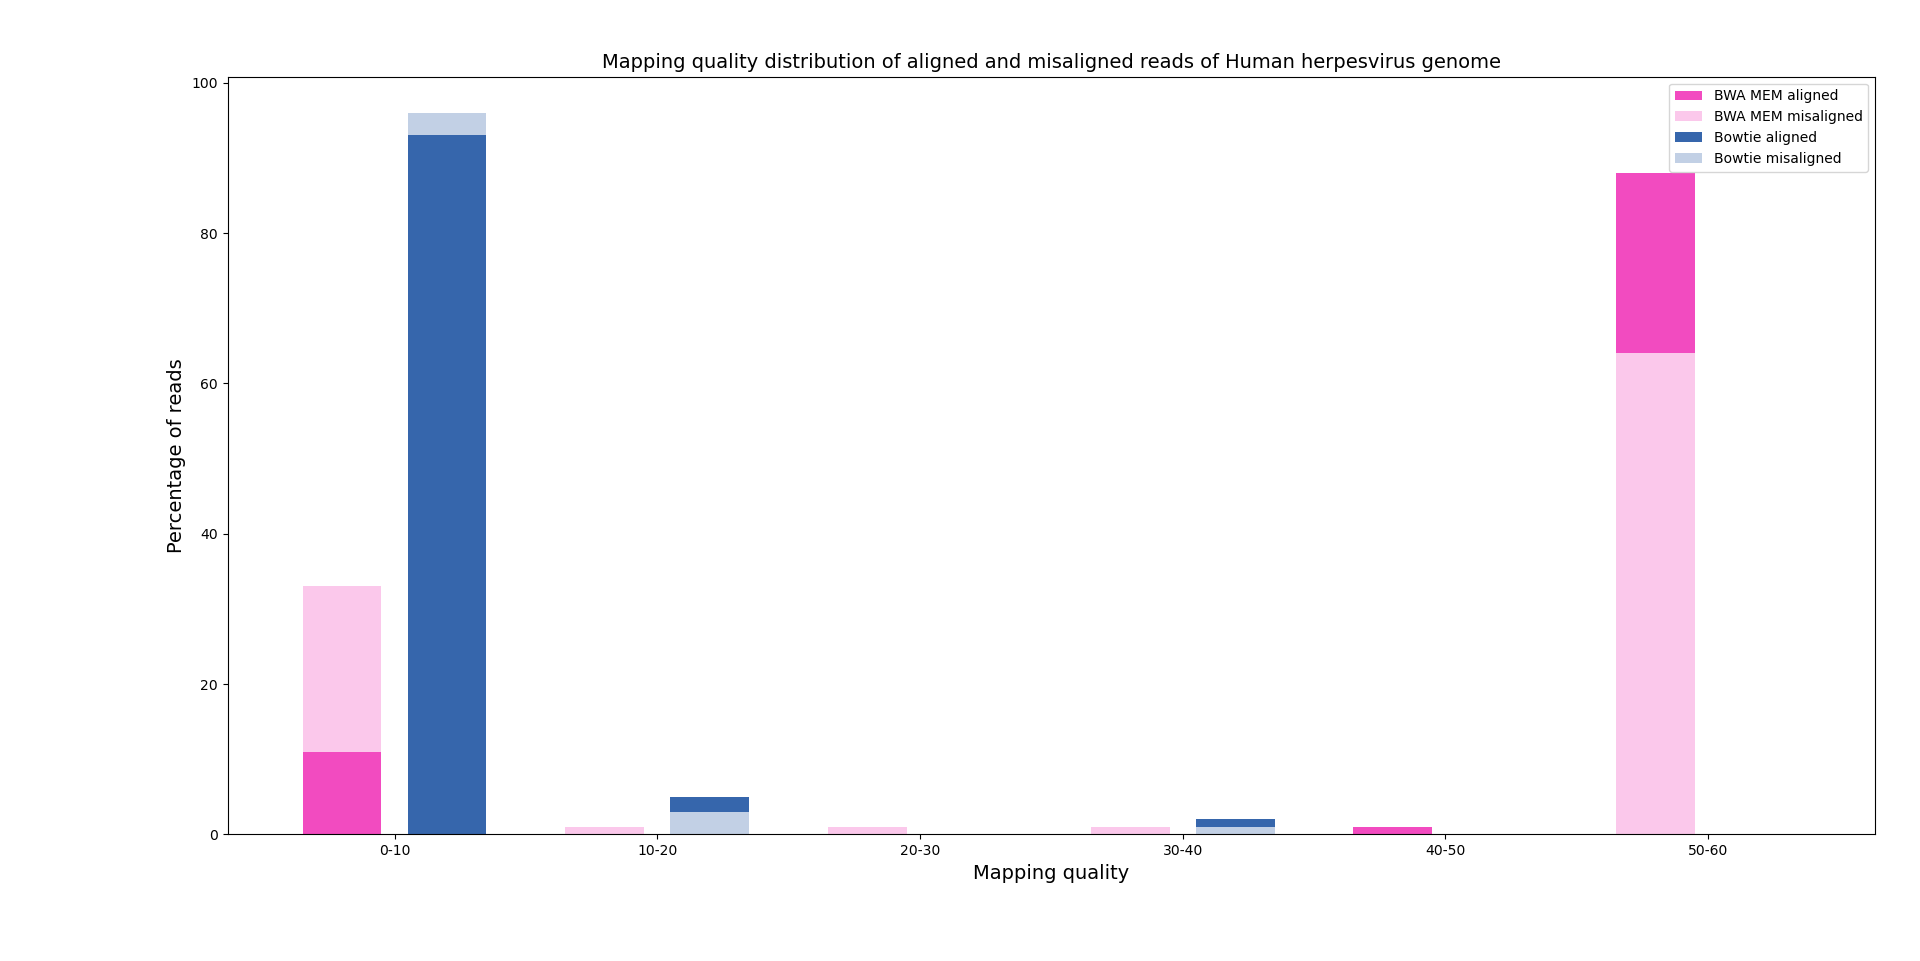 Mapping quality distribution of aligned and misaligned reads of Human herpesvirus genome
BWA MEM aligned
BWA MEM misaligned
Bowtie aligned
Bowtie misaligned
Percentage of reads
100
80
60
40
20
0
0-10 10-20 20-30 30-40 40-50 50-60
Mapping quality